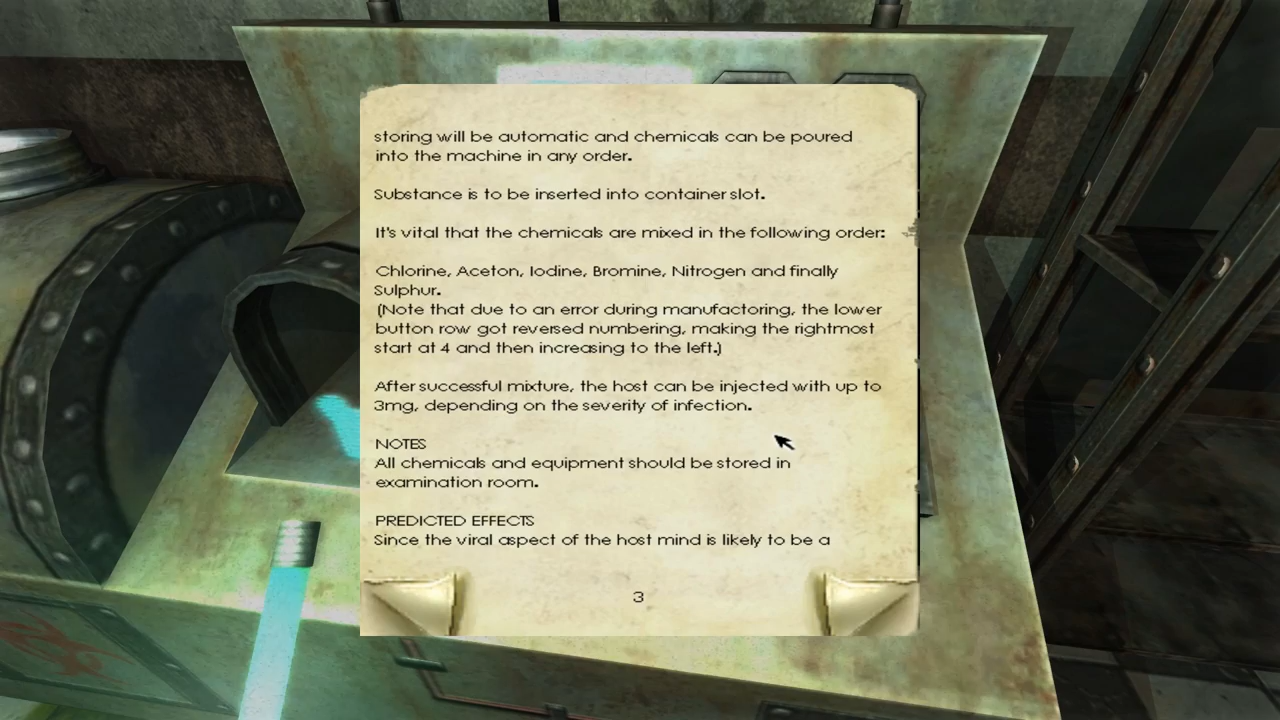 storing will be automatic and chemicals can be poured
into the machine in any order.
Substance is to be inserted into container slot.
It's vital that the chemicals are mixed in the following order:
Chlorine, Aceton, Iodine, Bromine, Nitrogen and finally
Sulphur.
(Note that due to an error during manufactoring, the lower
button row got reversed numbering, making the rightmost
start at 4 and then increasing to the left.)
After successful mixture, the host can be injected with up to
3mg, depending on the severity of infection.
NOTES
All chemicals and equipment should be stored in
examination room.
PREDICTED EFFECTS
Since the viral aspect of the host mind is likely to be a
3